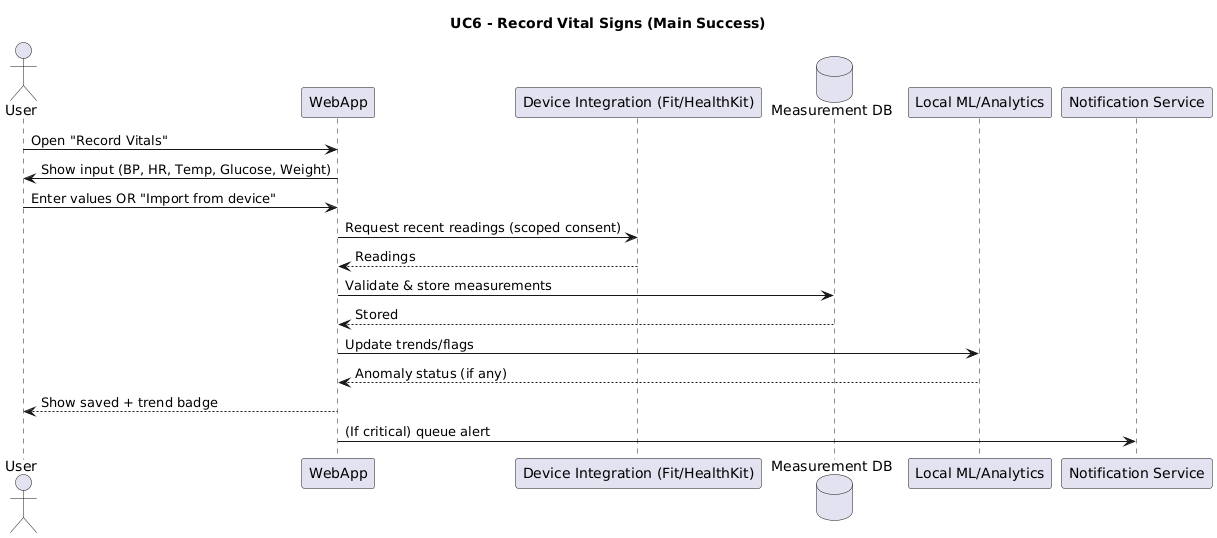 UC6 - Record Vital Signs (Main Success)
User
WebApp
Device Integration (Fit/HealthKit)
Measurement DB
Local ML/Analytics
Notification Service
Open "Record Vitals"
Show input (BP, HR, Temp, Glucose, Weight)
Enter values OR "Import from device"
Request recent readings (scoped consent)
Readings
Validate & store measurements
Stored
Update trends/flags
Anomaly status (if any)
Show saved + trend badge
(If critical) queue alert
User
WebApp
Device Integration (Fit/HealthKit)
Measurement DB
Local ML/Analytics
Notification Service